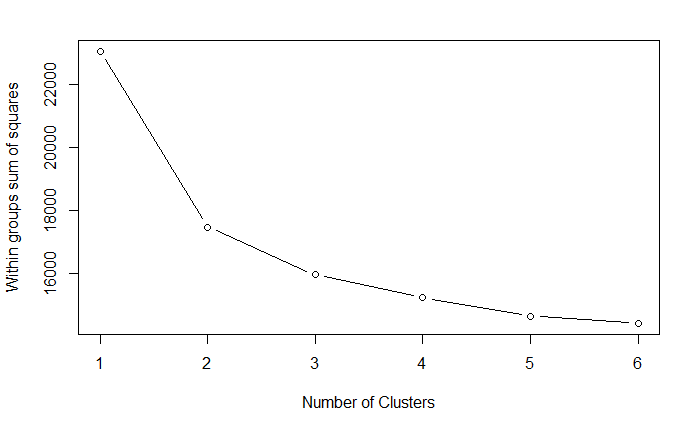 Within groups sum of squares
22000
20000
18000
16000
1 2 3 4 5 6
Number of Clusters